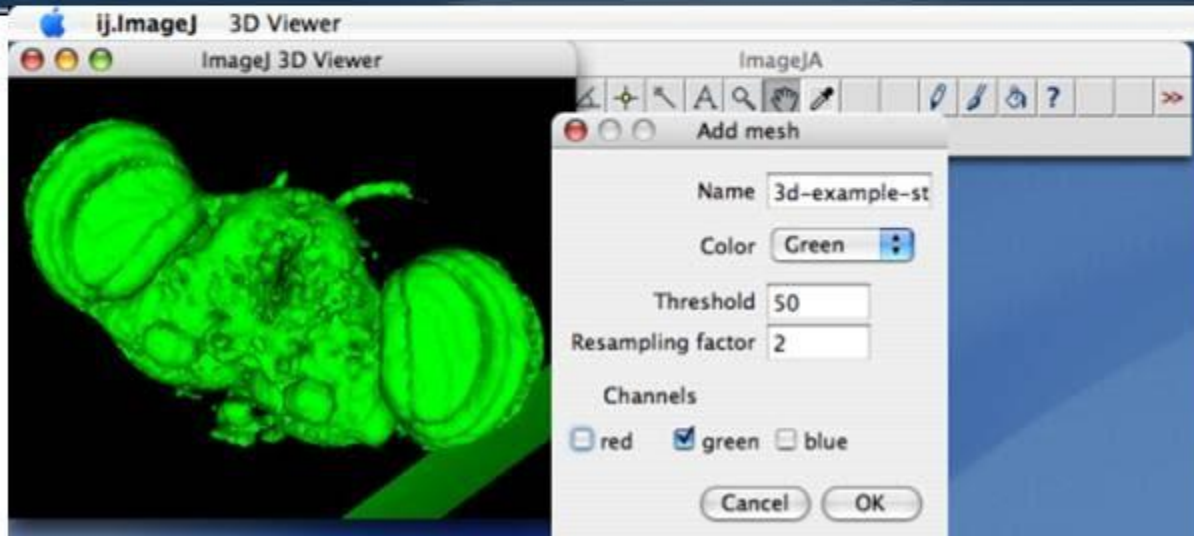 ij.ImageJ 3D Viewer
ImageJ 3D Viewer
ImageJA
A ? >>
Add mesh
Name 3d-example-st
Color Green
Threshold 50
Resampling factor 2
Channels
red green blue
Cancel OK